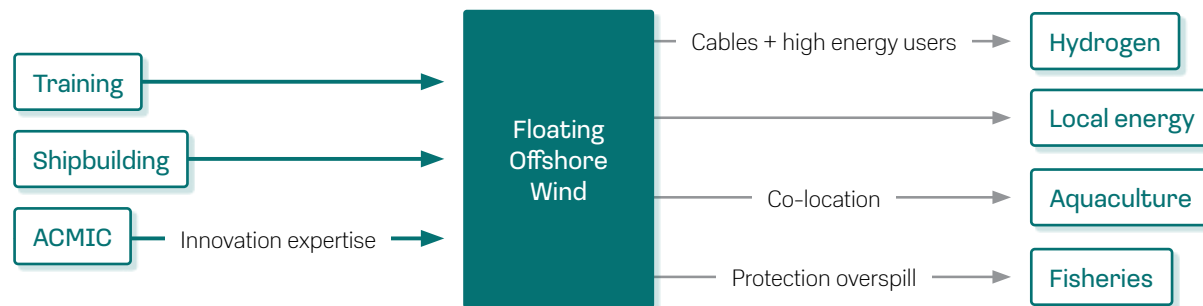 Training
Shipbuilding
ACMIC
Innovation expertise
Floating
Offshore
Wind
Cables + high energy users
Hydrogen
Local energy
Co-location
Aquaculture
Protection overspill
Fisheries